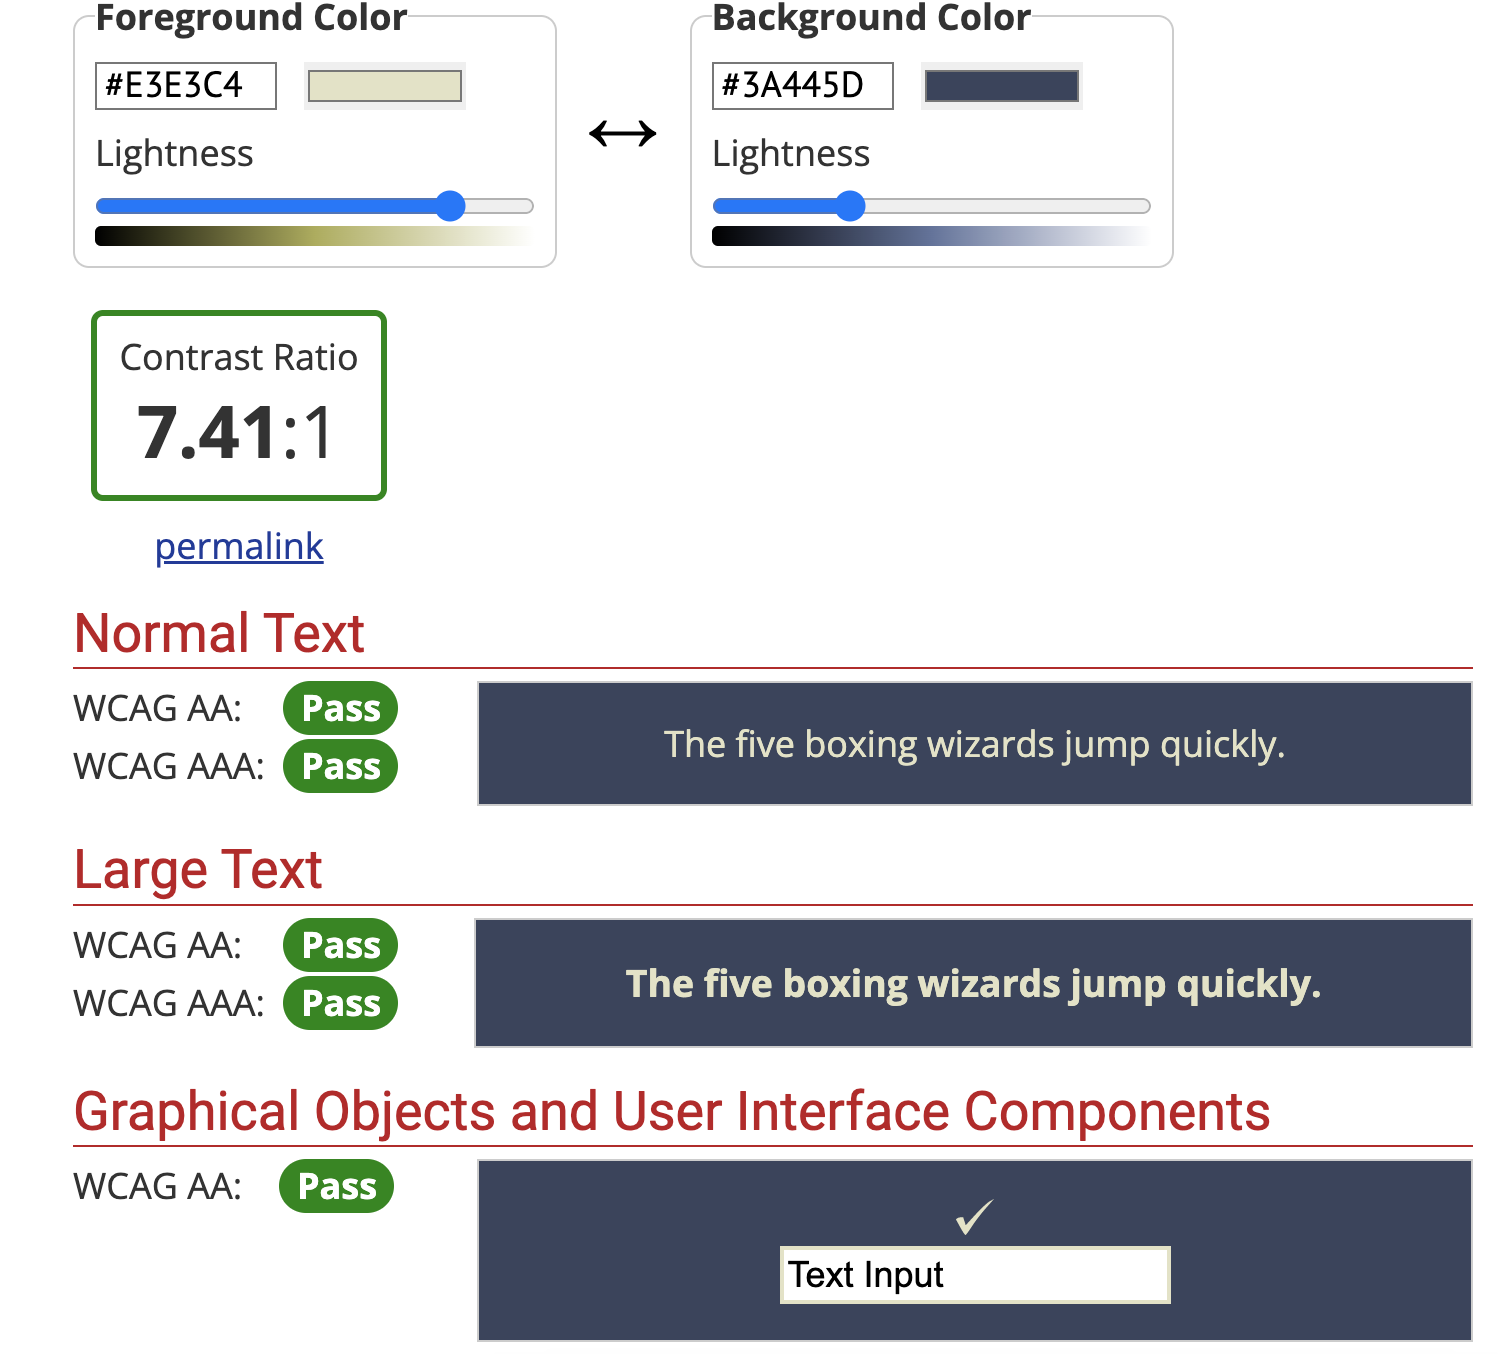 Foreground Color
#E3E3C4
Lightness
Background Color
#3A445D
Lightness
Contrast Ratio
7.41:1
permalink
Normal Text
WCAG AA: Pass
WCAG AAA: Pass
The five boxing wizards jump quickly.
Large Text
WCAG AA: Pass
WCAG AAA: Pass
The five boxing wizards jump quickly.
Graphical Objects and User Interface Components
WCAG AA: Pass
Text Input